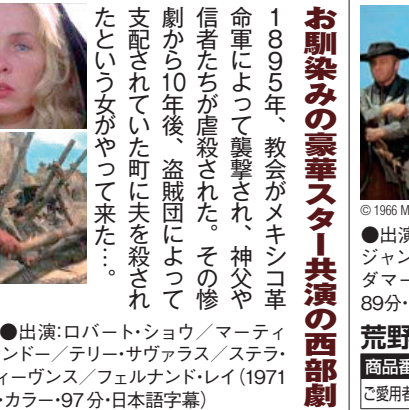 お馴染みの豪華スター共演の西部劇
1895年、教会がメキシコ革
命軍によって襲撃され、神父や
信者たちが虐殺された。その惨
劇から10年後、盗賊団によって
支配されていた町に夫を殺され
たという女がやって来た…。
●出演:ロバート・ショウ/マーティ
ンドー/テリー・サヴァラス/ステラ・
ィーヴンス/フェルナンド・レイ(1971
・カラー・97分・日本語字幕)
© 1966 M
●出演
ジャン
ダマー
89分・
荒野
商品番
ご愛用者